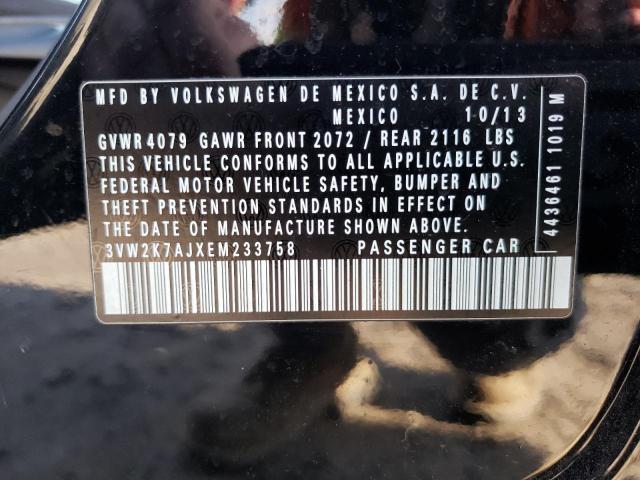 MFD BY VOLKSWAGEN DE MEXICO S.A. DE C.V.
MEXICO 10/13
GVWR 4079 GAWR FRONT 2072 / REAR 2116 LBS
THIS VEHICLE CONFORMS TO ALL APPLICABLE U.S.
FEDERAL MOTOR VEHICLE SAFETY, BUMPER AND
THEFT PREVENTION STANDARDS IN EFFECT ON
THE DATE OF MANUFACTURE SHOWN ABOVE.
3VW2K7AJXEM233758 PASSENGER CAR
4436461 1019 M